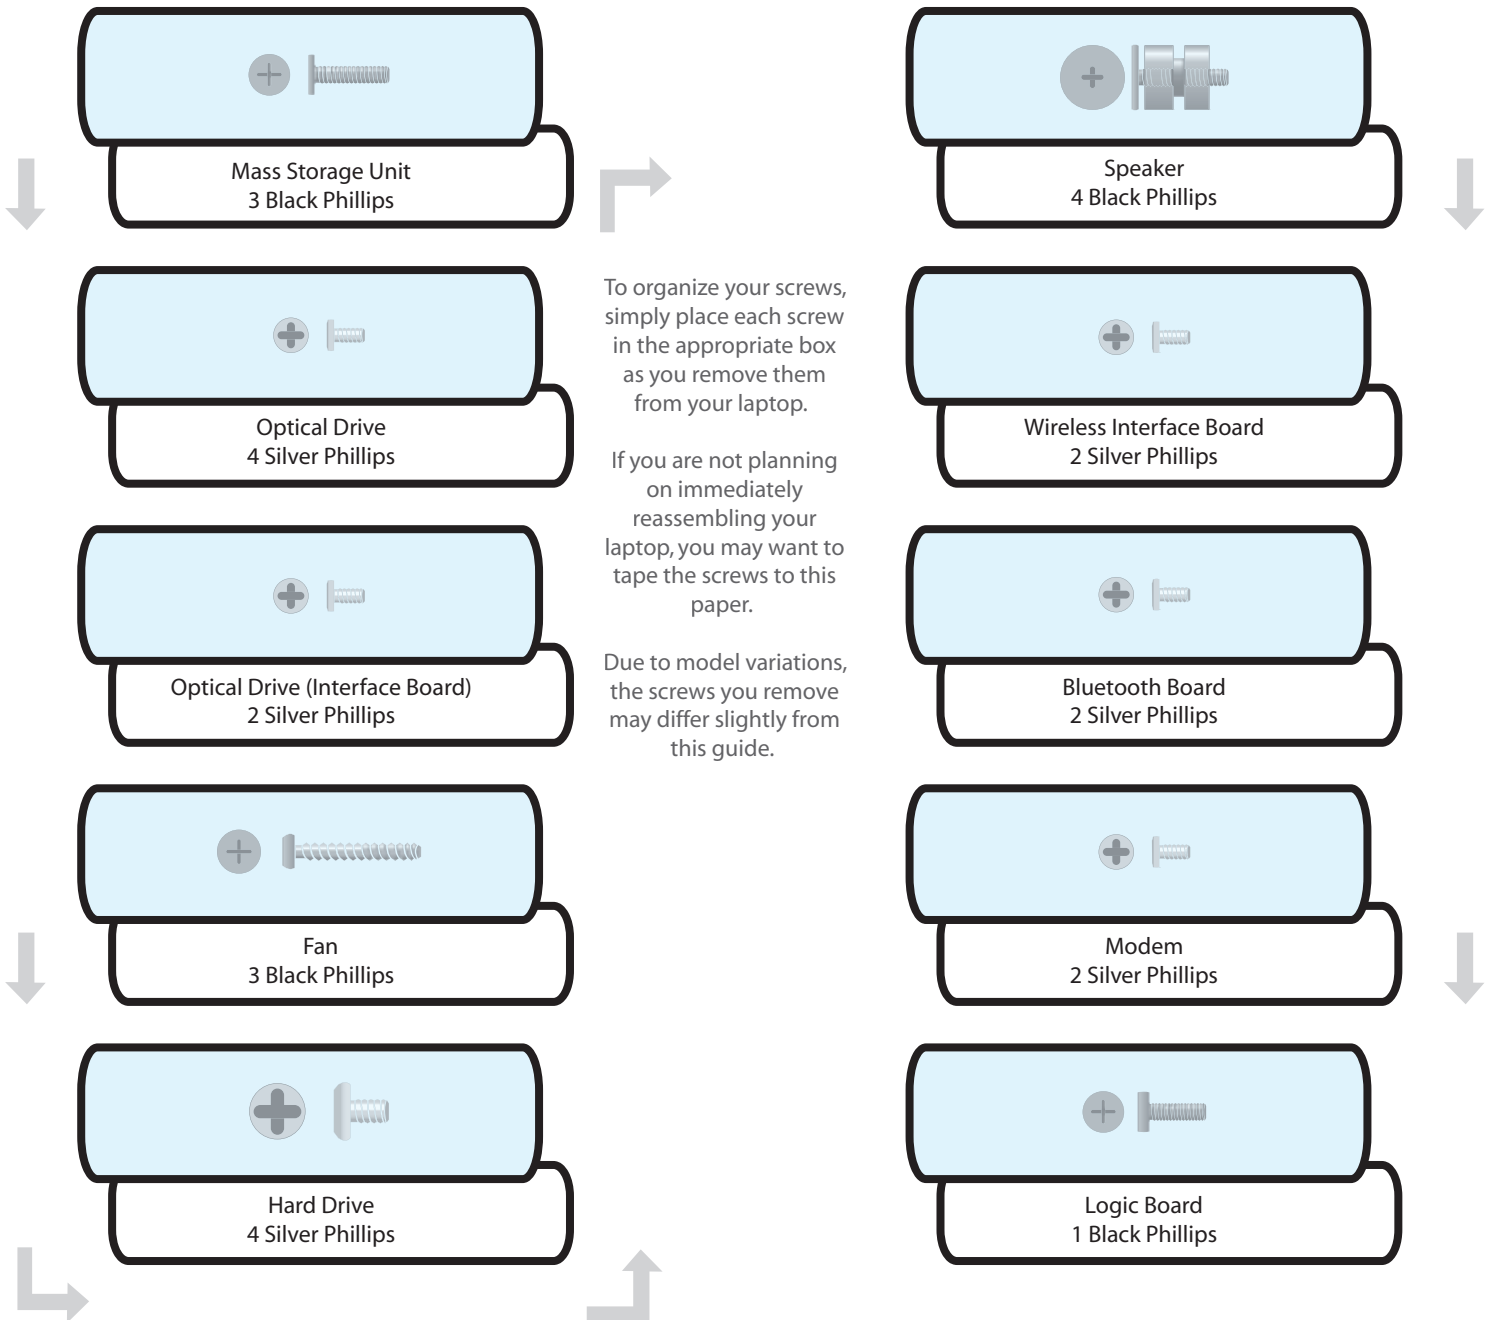 Mass Storage Unit
3 Black Phillips
Optical Drive
4 Silver Phillips
Optical Drive (Interface Board)
2 Silver Phillips
Fan
3 Black Phillips
Hard Drive
4 Silver Phillips
To organize your screws,
simply place each screw
in the appropriate box
as you remove them
from your laptop.
If you are not planning
on immediately
reassembling your
laptop, you may want to
tape the screws to this
paper.
Due to model variations,
the screws you remove
may differ slightly from
this guide.
Speaker
4 Black Phillips
Wireless Interface Board
2 Silver Phillips
Bluetooth Board
2 Silver Phillips
Modem
2 Silver Phillips
Logic Board
1 Black Phillips